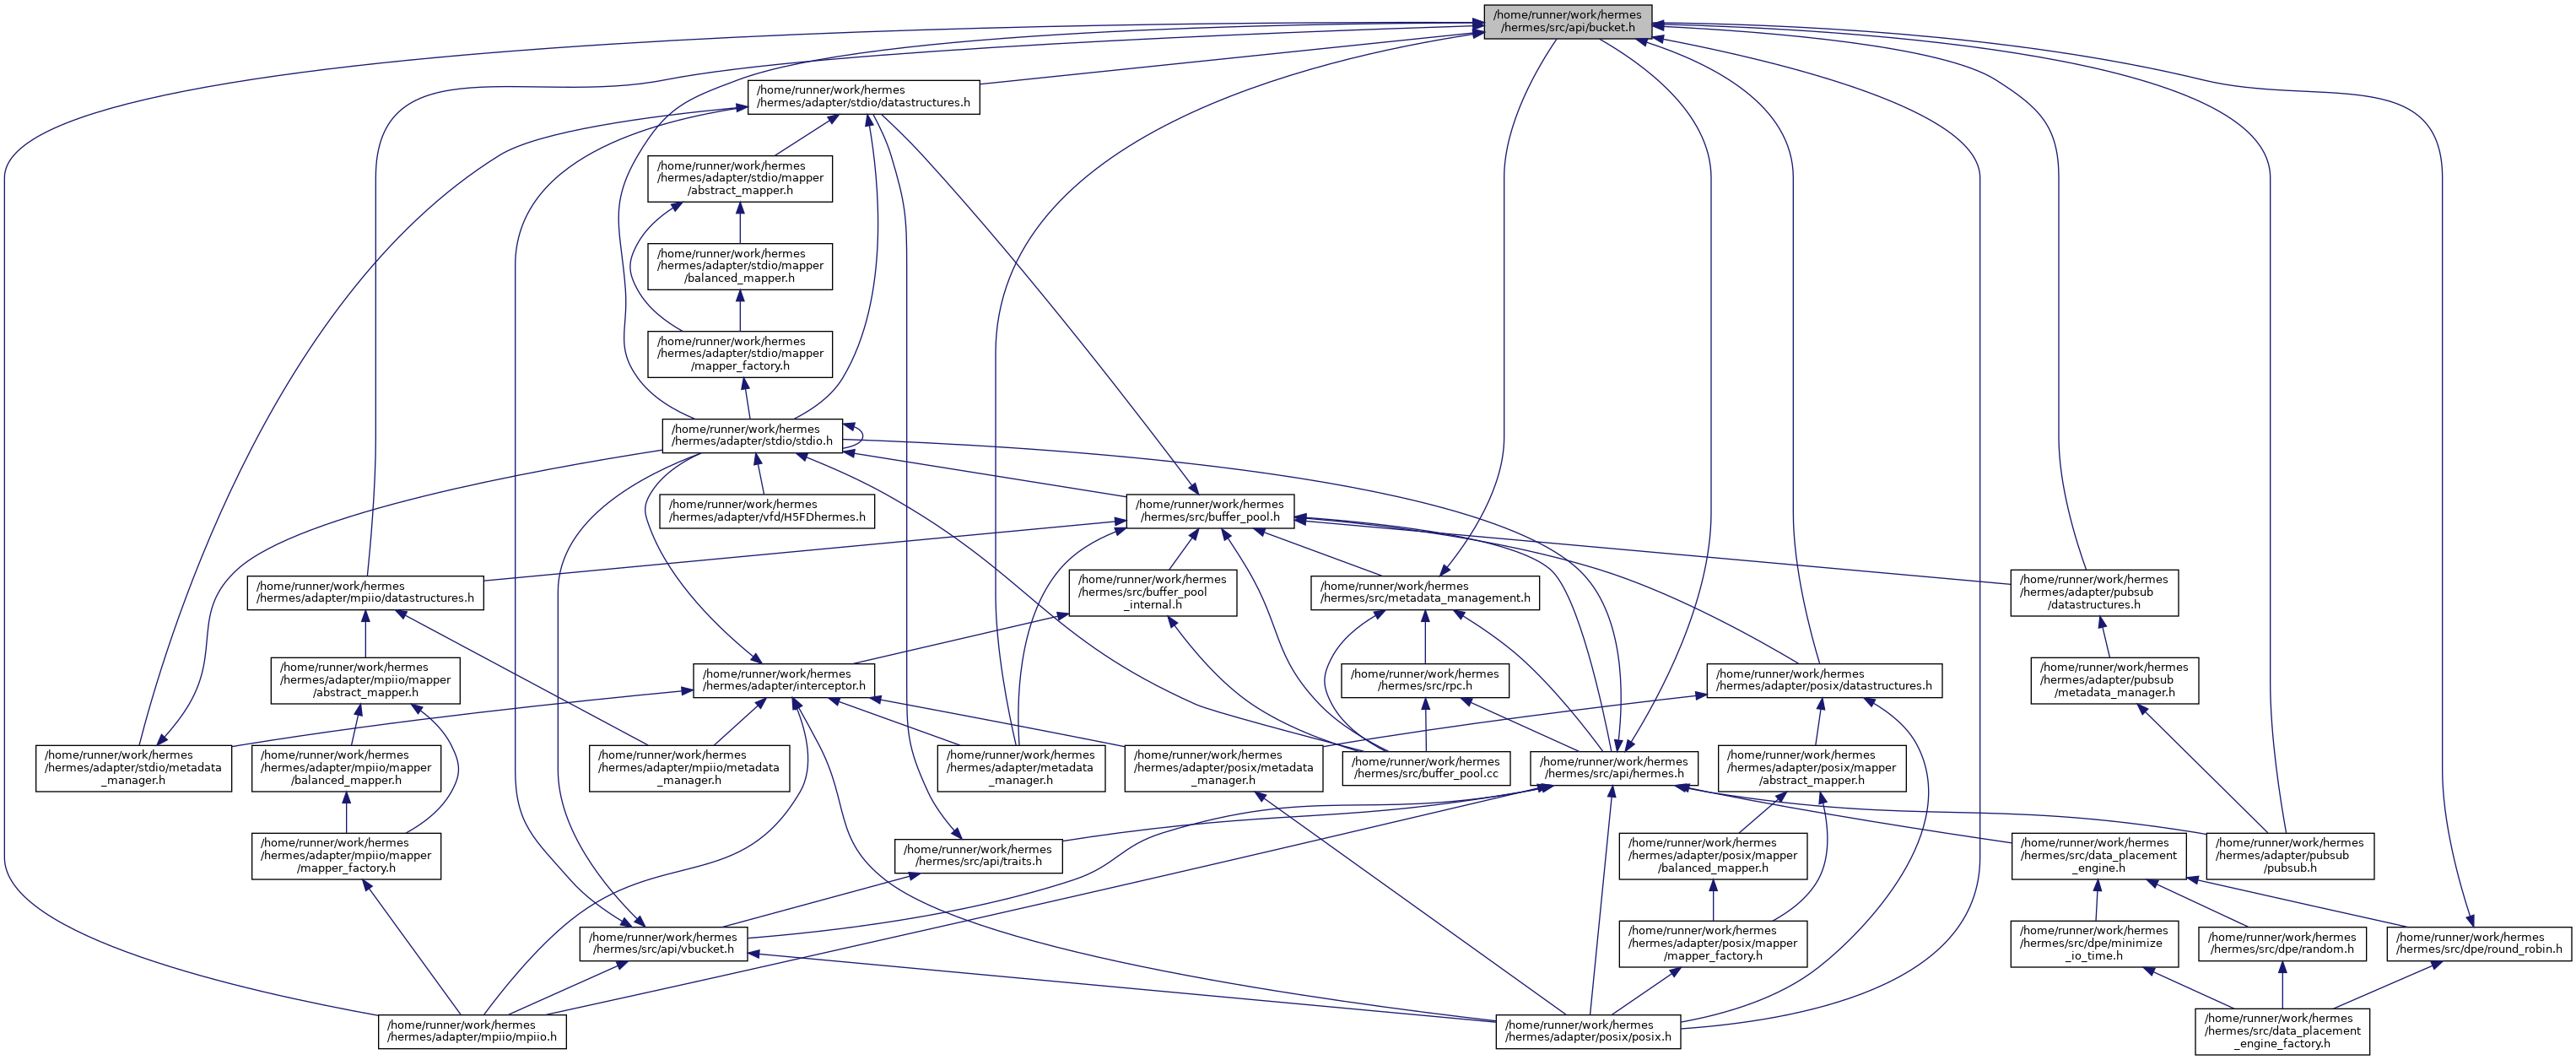 /home/runner/work/hermes
/hermes/src/api/bucket.h
/home/runner/work/hermes
/hermes/adapter/stdio/datastructures.h
/home/runner/work/hermes
/hermes/adapter/stdio/mapper
/abstract_mapper.h
/home/runner/work/hermes
/hermes/adapter/stdio/mapper
/balanced_mapper.h
/home/runner/work/hermes
/hermes/adapter/stdio/mapper
/mapper_factory.h
/home/runner/work/hermes
/hermes/adapter/stdio/stdio.h
/home/runner/work/hermes
/hermes/adapter/vfd/H5FDhermes.h
/home/runner/work/hermes
/hermes/src/buffer_pool.h
/home/runner/work/hermes
/hermes/adapter/mpiio/datastructures.h
/home/runner/work/hermes
/hermes/src/buffer_pool
_internal.h
/home/runner/work/hermes
/hermes/src/metadata_management.h
/home/runner/work/hermes
/hermes/adapter/pubsub
/datastructures.h
/home/runner/work/hermes
/hermes/adapter/mpiio/mapper
/abstract_mapper.h
/home/runner/work/hermes
/hermes/adapter/interceptor.h
/home/runner/work/hermes
/hermes/src/rpc.h
/home/runner/work/hermes
/hermes/adapter/posix/datastructures.h
/home/runner/work/hermes
/hermes/adapter/pubsub
/metadata_manager.h
/home/runner/work/hermes
/hermes/adapter/stdio/metadata
_manager.h
/home/runner/work/hermes
/hermes/adapter/mpiio/mapper
/balanced_mapper.h
/home/runner/work/hermes
/hermes/adapter/mpiio/metadata
_manager.h
/home/runner/work/hermes
/hermes/adapter/metadata
_manager.h
/home/runner/work/hermes
/hermes/adapter/posix/metadata
_manager.h
/home/runner/work/hermes
/hermes/src/buffer_pool.cc
/home/runner/work/hermes
/hermes/src/api/hermes.h
/home/runner/work/hermes
/hermes/adapter/posix/mapper
/abstract_mapper.h
/home/runner/work/hermes
/hermes/adapter/mpiio/mapper
/mapper_factory.h
/home/runner/work/hermes
/hermes/src/api/traits.h
/home/runner/work/hermes
/hermes/adapter/posix/mapper
/balanced_mapper.h
/home/runner/work/hermes
/hermes/src/data_placement
_engine.h
/home/runner/work/hermes
/hermes/adapter/pubsub
/pubsub.h
/home/runner/work/hermes
/hermes/src/api/vbucket.h
/home/runner/work/hermes
/hermes/adapter/posix/mapper
/mapper_factory.h
/home/runner/work/hermes
/hermes/src/dpe/minimize
_io_time.h
/home/runner/work/hermes
/hermes/src/dpe/random.h
/home/runner/work/hermes
/hermes/src/dpe/round_robin.h
/home/runner/work/hermes
/hermes/adapter/mpiio/mpiio.h
/home/runner/work/hermes
/hermes/adapter/posix/posix.h
/home/runner/work/hermes
/hermes/src/data_placement
_engine_factory.h